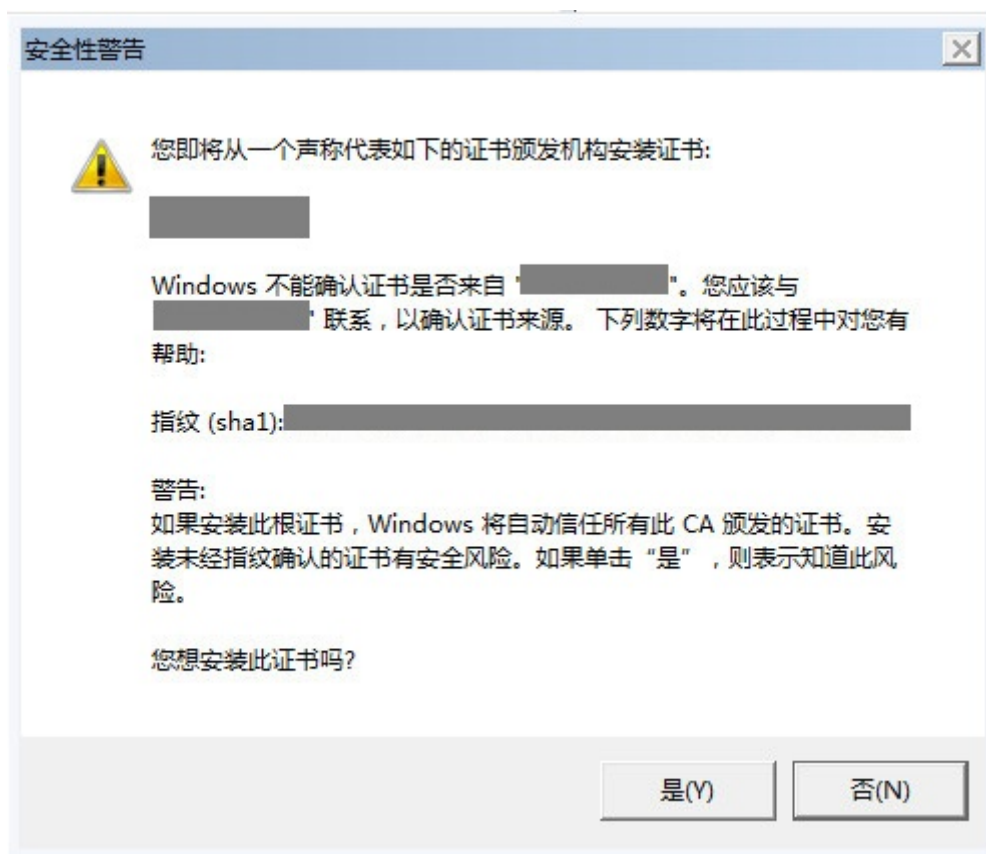 安全性警告
您即将从一个声称代表如下的证书颁发机构安装证书:
Windows 不能确认证书是否来自 "            "。您应该与
" 联系，以确认证书来源。 下列数字将在此过程中对您有
帮助:
指纹 (sha1):
警告:
如果安装此根证书，Windows 将自动信任所有此 CA 颁发的证书。安
装未经指纹确认的证书有安全风险。如果单击“是”，则表示知道此风
险。
您想安装此证书吗?
是(Y)
否(N)